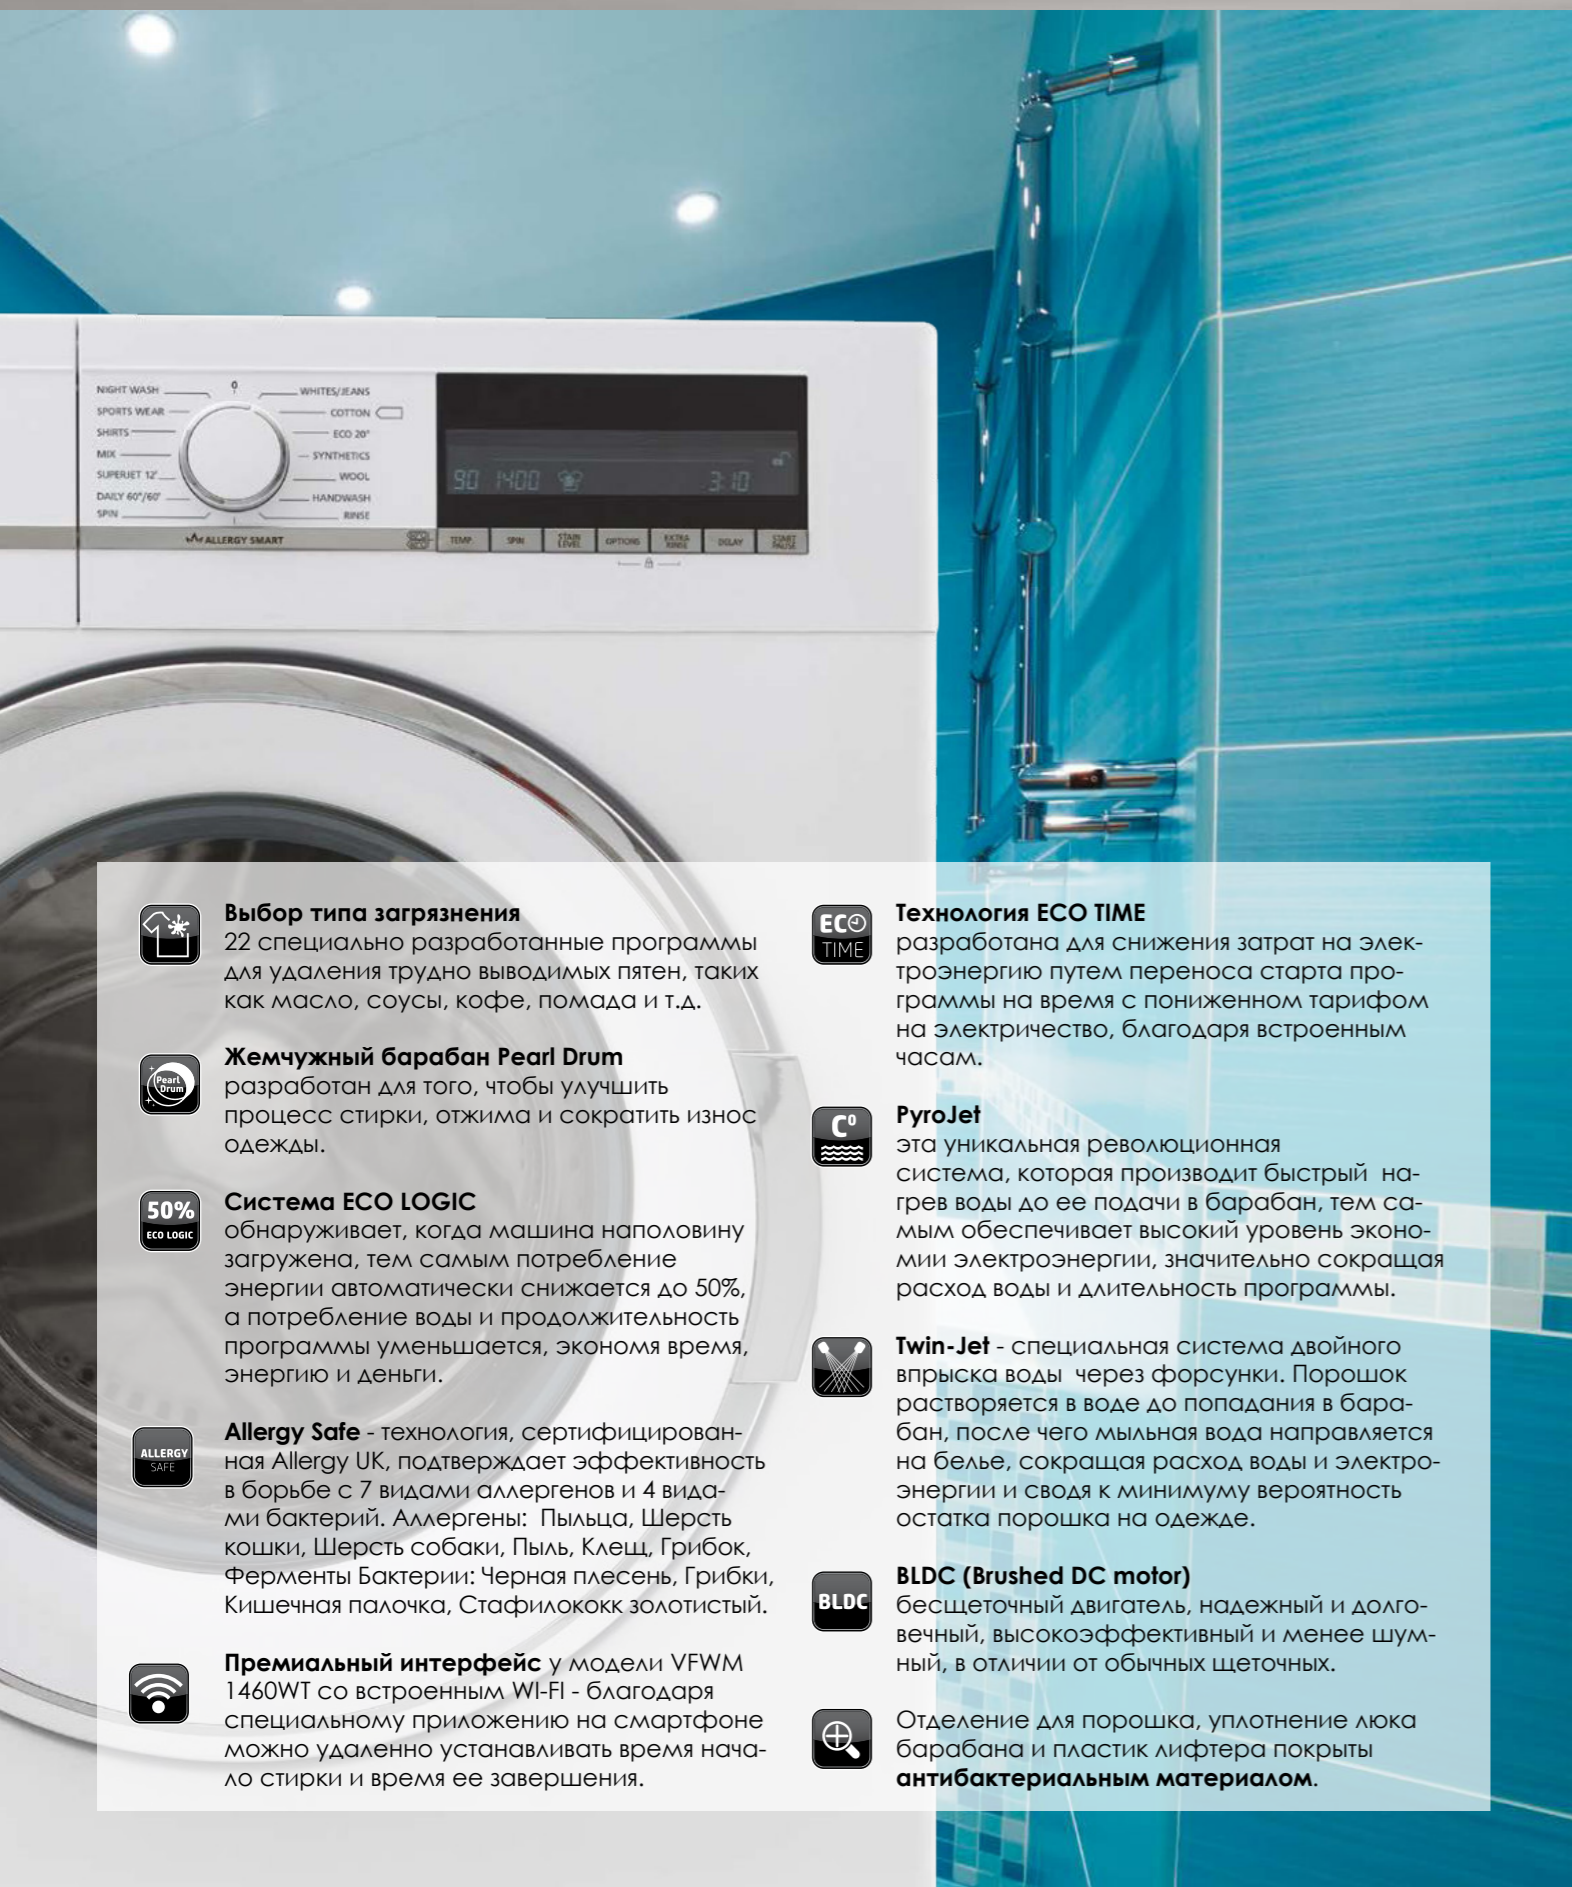 NIGHT WASH
SPORTS WEAR
SHIRTS
MIX
SUPERJET 12'
DAILY 60°/60'
SPIN
0
WHITES/JEANS
COTTON
ECO 20°
SYNTHETICS
WOOL
HANDWASH
RINSE
ALLERGY SMART
90 1400 3:10
TEMP.
SPIN
STAIN
LEVEL
OPTIONS
EXTRA
RINSE
DELAY
START
PAUSE
Выбор типа загрязнения
22 специально разработанные программы
для удаления трудно выводимых пятен, таких
как масло, соусы, кофе, помада и т.д.
Pearl
Drum
Жемчужный барабан Pearl Drum
разработан для того, чтобы улучшить
процесс стирки, отжима и сократить износ
одежды.
50%
ECO LOGIC
Система ECO LOGIC
обнаруживает, когда машина наполовину
загружена, тем самым потребление
энергии автоматически снижается до 50%,
а потребление воды и продолжительность
программы уменьшается, экономя время,
энергию и деньги.
ALLERGY
SAFE
Allergy Safe - технология, сертифицирован-
ная Allergy UK, подтверждает эффективность
в борьбе с 7 видами аллергенов и 4 вида-
ми бактерий. Аллергены: Пыльца, Шерсть
кошки, Шерсть собаки, Пыль, Клещ, Грибок,
Ферменты Бактерии: Черная плесень, Грибки,
Кишечная палочка, Стафилококк золотистый.
Премиальный интерфейс у модели VFWM
1460WT со встроенным WI-FI - благодаря
специальному приложению на смартфоне
можно удаленно устанавливать время нача-
ло стирки и время ее завершения.
ECO
TIME
Технология ECO TIME
разработана для снижения затрат на элек-
троэнергию путем переноса старта про-
граммы на время с пониженном тарифом
на электричество, благодаря встроенным
часам.
C°
PyroJet
эта уникальная революционная
система, которая производит быстрый на-
грев воды до ее подачи в барабан, тем са-
мым обеспечивает высокий уровень эконо-
мии электроэнергии, значительно сокращая
расход воды и длительность программы.
Twin-Jet - специальная система двойного
впрыска воды через форсунки. Порошок
растворяется в воде до попадания в бара-
бан, после чего мыльная вода направляется
на белье, сокращая расход воды и электро-
энергии и сводя к минимуму вероятность
остатка порошка на одежде.
BLDC
BLDC (Brushed DC motor)
бесщеточный двигатель, надежный и долго-
вечный, высокоэффективный и менее шум-
ный, в отличии от обычных щеточных.
Отделение для порошка, уплотнение люка
барабана и пластик лифтера покрыты
антибактериальным материалом.